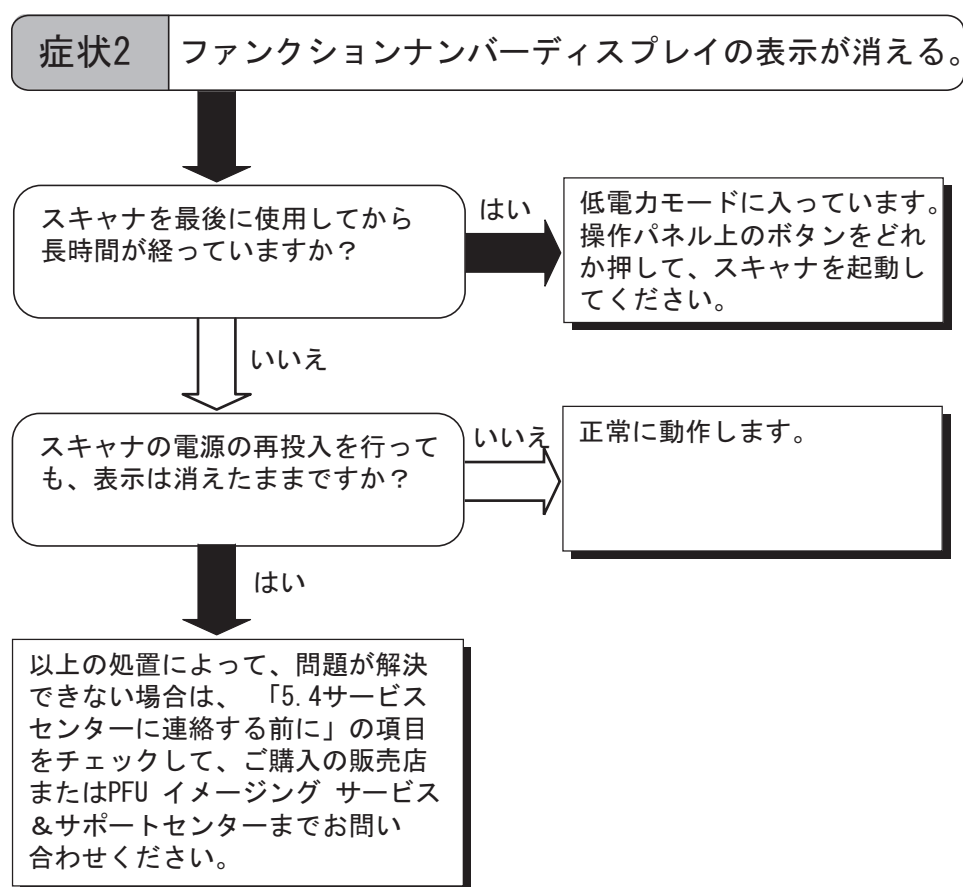 症状2
ファンクションナンバーディスプレイの表示が消える。
スキャナを最後に使用してから
長時間が経っていますか？
はい
低電力モードに入っています。
操作パネル上のボタンをどれ
か押して、スキャナを起動し
てください。
いいえ
スキャナの電源の再投入を行って
も、表示は消えたままですか？
いいえ
正常に動作します。
はい
以上の処置によって、問題が解決
できない場合は、 「5.4サービス
センターに連絡する前に」の項目
をチェックして、ご購入の販売店
またはPFU イメージング サービス
＆サポートセンターまでお問い
合わせください。